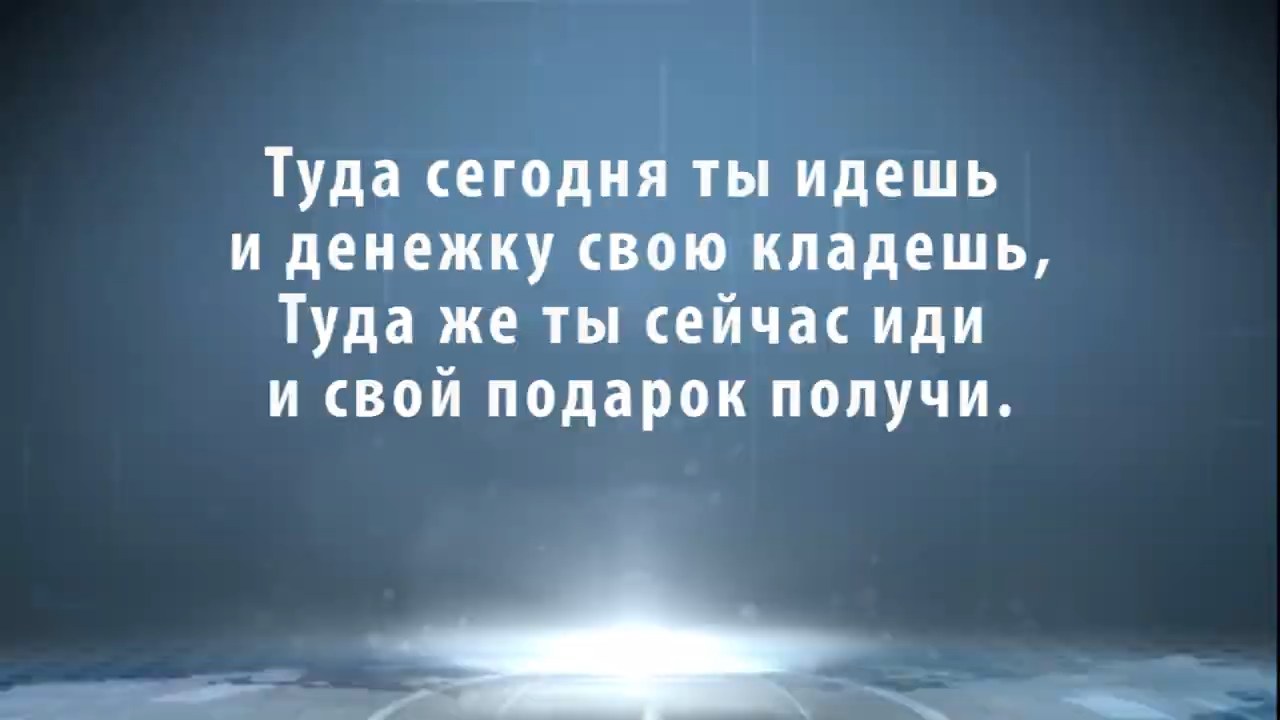 Туда сегодня ты идешь
и денежку свою кладешь,
Туда же ты сейчас иди
и свой подарок получи.